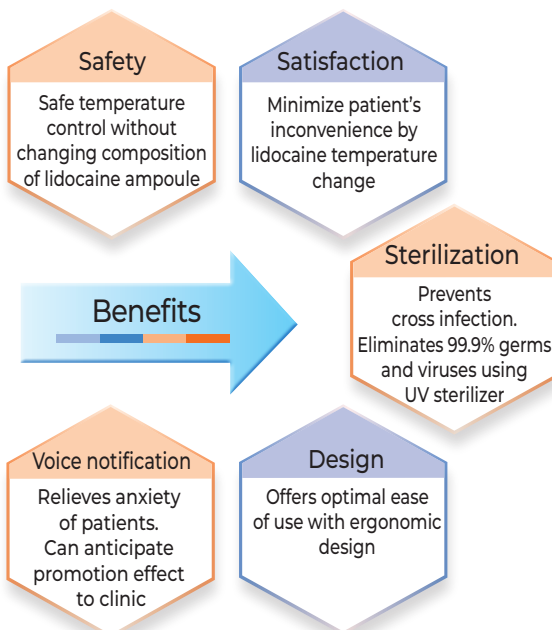 Safety
Safe temperature
control without
changing composition
of lidocaine ampoule
Satisfaction
Minimize patient's
inconvenience by
lidocaine temperature
change
Benefits
Sterilization
Prevents
cross infection.
Eliminates 99.9% germs
and viruses using
UV sterilizer
Voice notification
Relieves anxiety
of patients.
Can anticipate
promotion effect
to clinic
Design
Offers optimal ease
of use with ergonomic
design